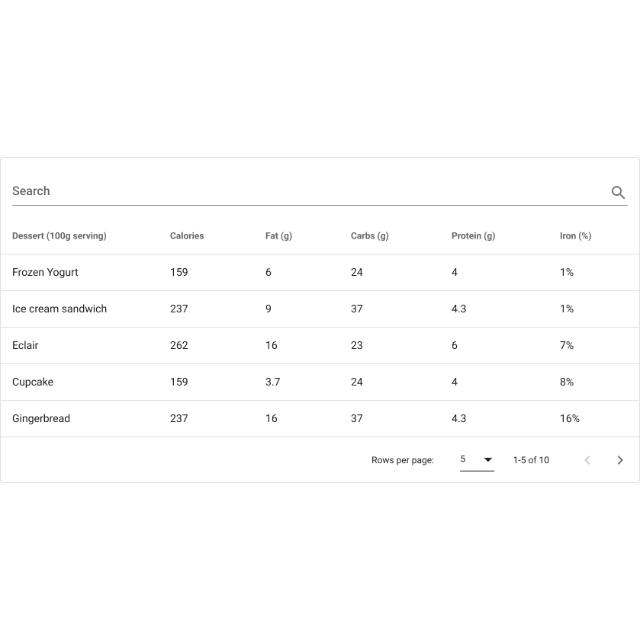 Search
Dessert (100g serving) Calories Fat (g) Carbs (g) Protein (g) Iron (%)
Frozen Yogurt 159 6 24 4 1%
Ice cream sandwich 237 9 37 4.3 1%
Eclair 262 16 23 6 7%
Cupcake 159 3.7 24 4 8%
Gingerbread 237 16 37 4.3 16%
Rows per page: 5 1-5 of 10